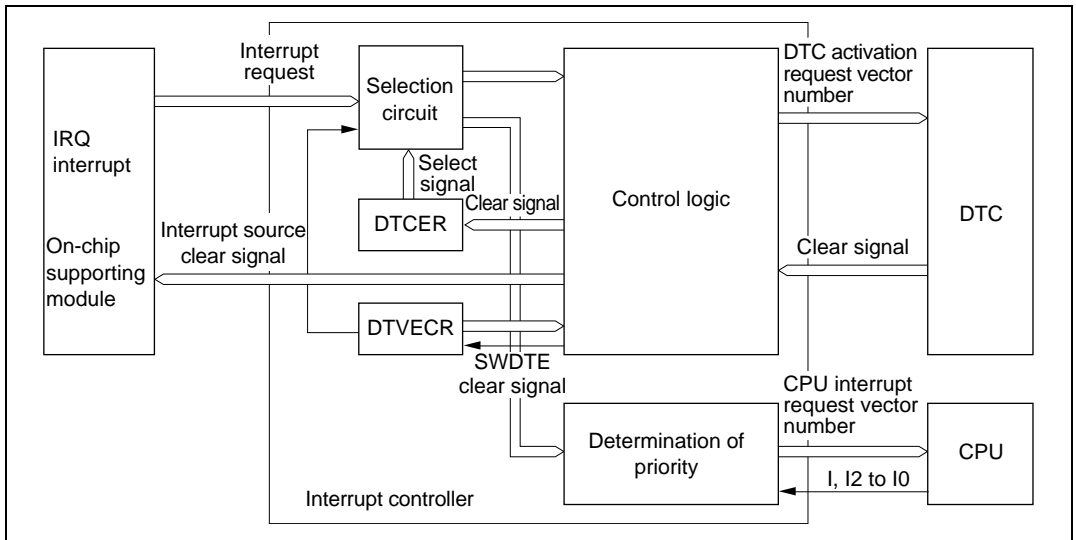 Interrupt
request
Selection
circuit
DTC activation
request vector
number
IRQ
interrupt
Select
signal
Control logic
DTC
DTCER
Clear signal
Interrupt source
clear signal
On-chip
supporting
module
Clear signal
DTVECR
SWDTE
clear signal
CPU interrupt
request vector
number
Determination of
priority
CPU
I, I2 to I0
Interrupt controller